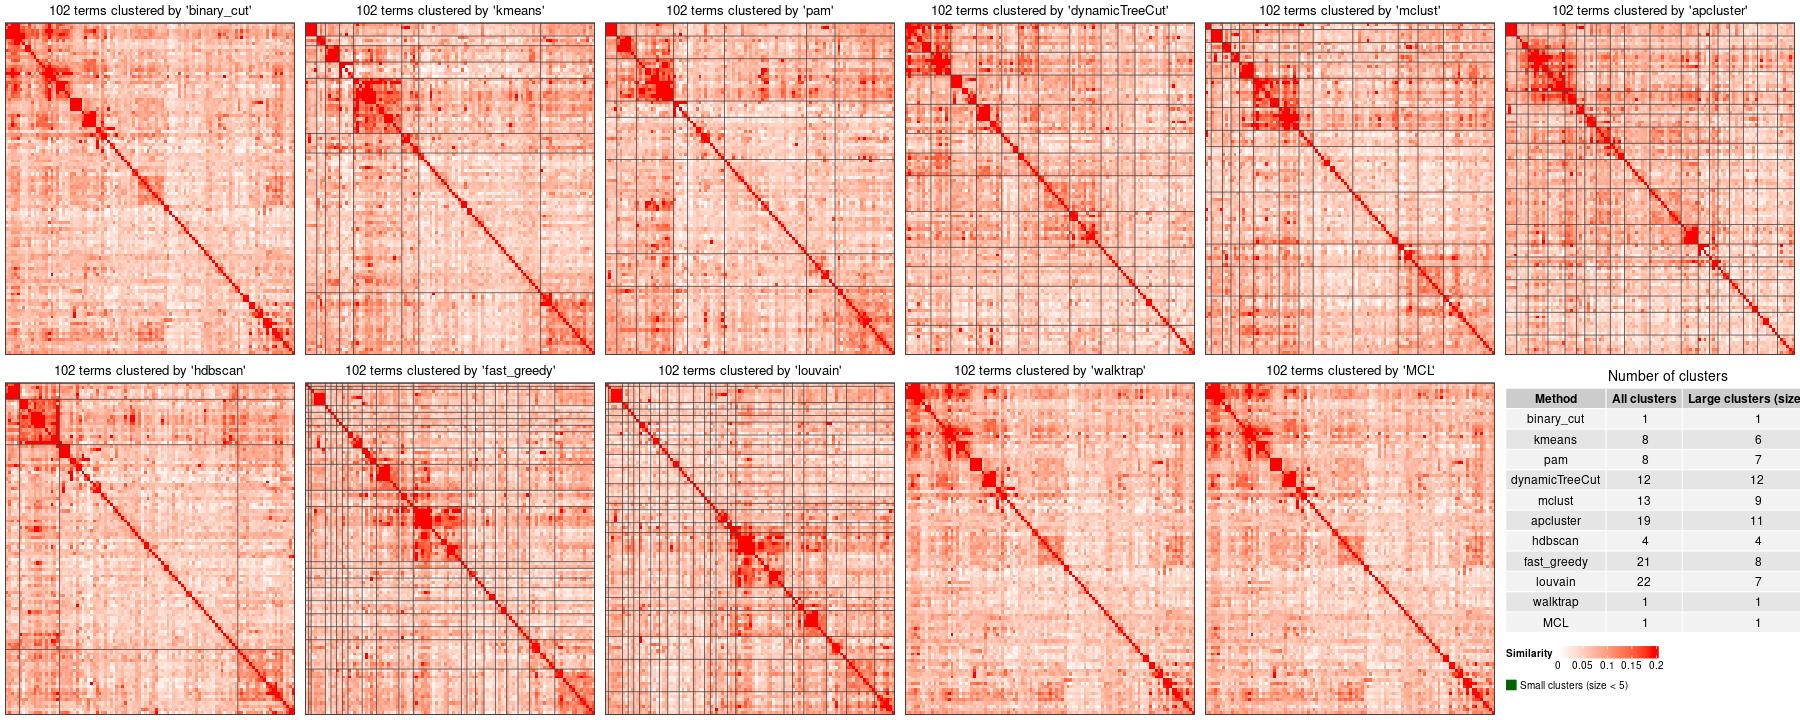 102 terms clustered by 'binary_cut'
102 terms clustered by 'kmeans'
102 terms clustered by 'pam'
102 terms clustered by 'dynamicTreeCut'
102 terms clustered by 'mclust'
102 terms clustered by 'apcluster'
102 terms clustered by 'hdbscan'
102 terms clustered by 'fast_greedy'
102 terms clustered by 'louvain'
102 terms clustered by 'walktrap'
102 terms clustered by 'MCL'
Number of clusters
Method All clusters Large clusters (size
binary_cut 1 1
kmeans 8 6
pam 8 7
dynamicTreeCut 12 12
mclust 13 9
apcluster 19 11
hdbscan 4 4
fast_greedy 21 8
louvain 22 7
walktrap 1 1
MCL 1 1
Similarity
0 0.05 0.1 0.15 0.2
Small clusters (size < 5)